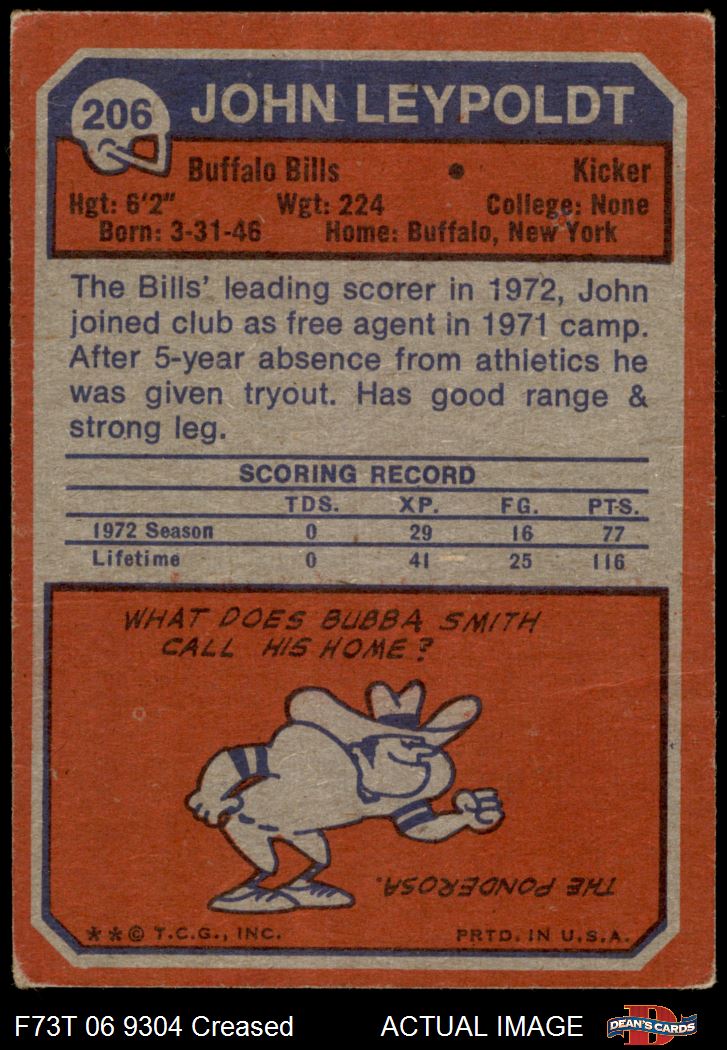 206 JOHN LEYPOLDT
Buffalo Bills • Kicker
Hgt: 6'2" Wgt: 224 College: None
Born: 3-31-46 Home: Buffalo, New York
The Bills' leading scorer in 1972, John
joined club as free agent in 1971 camp.
After 5-year absence from athletics he
was given tryout. Has good range &
strong leg.
SCORING RECORD
TDS. XP. FG. PTS.
1972 Season 0 29 16 77
Lifetime 0 41 25 116
WHAT DOES BUBBA SMITH
CALL HIS HOME?
THE PONDEROSA.
**© T.C.G., INC. PRTD. IN U.S.A.
F73T 06 9304 Creased ACTUAL IMAGE DEAN'S CARDS